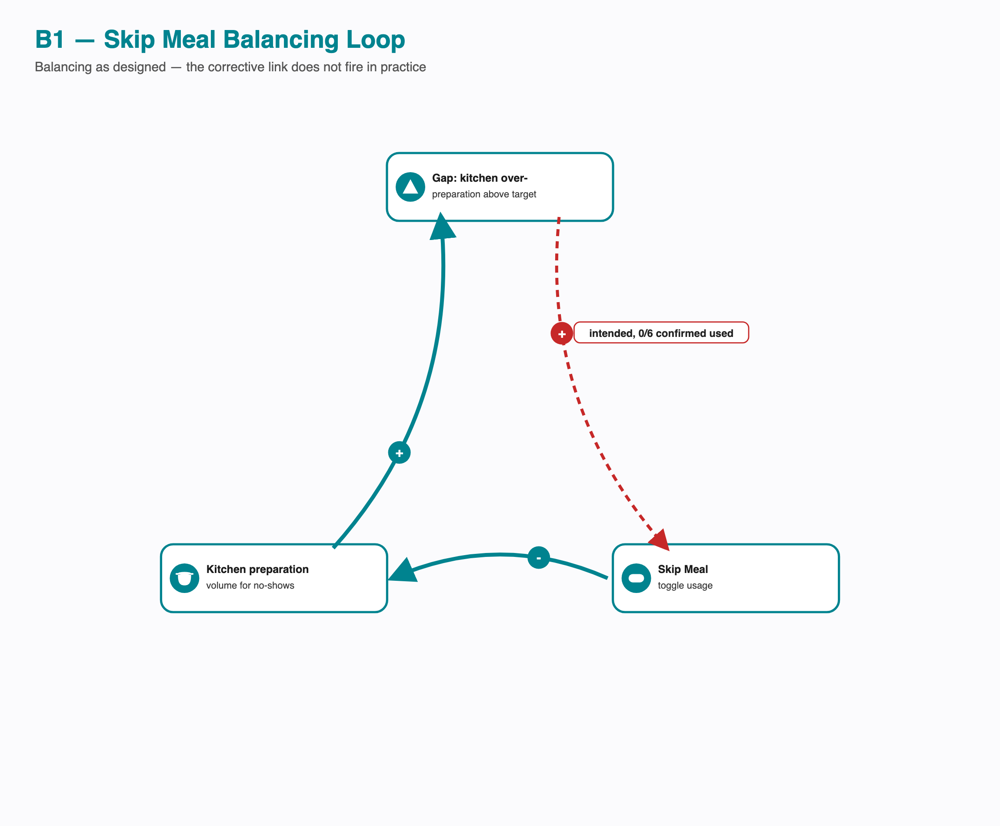 B1 — Skip Meal Balancing Loop
Balancing as designed — the corrective link does not fire in practice
Gap: kitchen over-
preparation above target
+
intended, 0/6 confirmed used
+
-
Kitchen preparation
volume for no-shows
Skip Meal
toggle usage